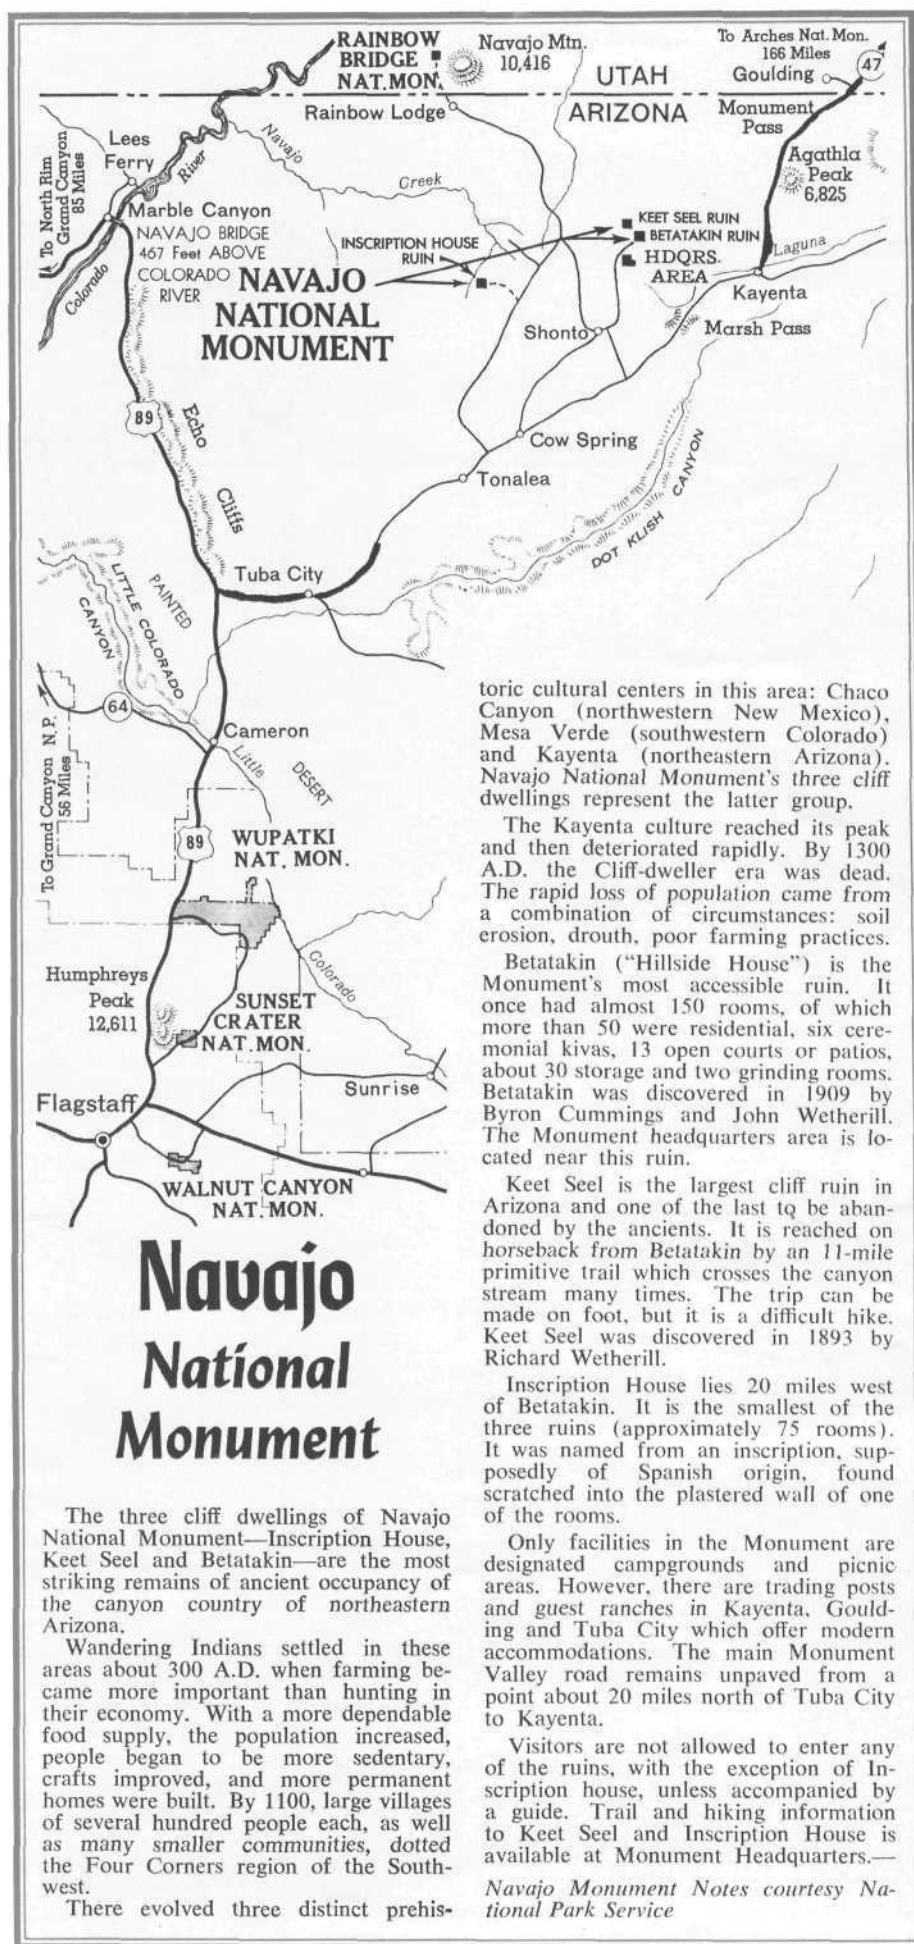 RAINBOW
BRIDGE
NAT. MON.
Navajo Mtn.
10,416
To Arches Nat. Mon.
166 Miles
Goulding
47
UTAH
ARIZONA
Rainbow Lodge
Monument
Pass
Lees
Ferry
River
Navajo
Creek
Agathla
Peak
6,825
To North Rim
Grand Canyon
85 Miles
Marble Canyon
NAVAJO BRIDGE
467 Feet ABOVE
COLORADO
RIVER
Colorado
INSCRIPTION HOUSE
RUIN
KEET SEEL RUIN
BETATAKIN RUIN
HDQRS.
AREA
Laguna
Kayenta
NAVAJO
NATIONAL
MONUMENT
Shonto
Marsh Pass
89
Echo
Cliffs
Cow Spring
Tonalea
DOT KLISH CANYON
Tuba City
LITTLE COLORADO
CANYON
PAINTED
DESERT
64
Cameron
Little
Colorado
To Grand Canyon N.P.
56 Miles
89
WUPATKI
NAT. MON.
Humphreys
Peak
12,611
SUNSET
CRATER
NAT. MON.
Sunrise
Flagstaff
WALNUT CANYON
NAT. MON.
Navajo
National
Monument
The three cliff dwellings of Navajo
National Monument—Inscription House,
Keet Seel and Betatakin—are the most
striking remains of ancient occupancy of
the canyon country of northeastern
Arizona.
Wandering Indians settled in these
areas about 300 A.D. when farming be-
came more important than hunting in
their economy. With a more dependable
food supply, the population increased,
people began to be more sedentary,
crafts improved, and more permanent
homes were built. By 1100, large villages
of several hundred people each, as well
as many smaller communities, dotted
the Four Corners region of the South-
west.
There evolved three distinct prehis-
toric cultural centers in this area: Chaco
Canyon (northwestern New Mexico),
Mesa Verde (southwestern Colorado)
and Kayenta (northeastern Arizona).
Navajo National Monument's three cliff
dwellings represent the latter group.
The Kayenta culture reached its peak
and then deteriorated rapidly. By 1300
A.D. the Cliff-dweller era was dead.
The rapid loss of population came from
a combination of circumstances: soil
erosion, drouth, poor farming practices.
Betatakin ("Hillside House") is the
Monument's most accessible ruin. It
once had almost 150 rooms, of which
more than 50 were residential, six cere-
monial kivas, 13 open courts or patios,
about 30 storage and two grinding rooms.
Betatakin was discovered in 1909 by
Byron Cummings and John Wetherill.
The Monument headquarters area is lo-
cated near this ruin.
Keet Seel is the largest cliff ruin in
Arizona and one of the last tq be aban-
doned by the ancients. It is reached on
horseback from Betatakin by an 11-mile
primitive trail which crosses the canyon
stream many times. The trip can be
made on foot, but it is a difficult hike.
Keet Seel was discovered in 1893 by
Richard Wetherill.
Inscription House lies 20 miles west
of Betatakin. It is the smallest of the
three ruins (approximately 75 rooms).
It was named from an inscription, sup-
posedly of Spanish origin, found
scratched into the plastered wall of one
of the rooms.
Only facilities in the Monument are
designated campgrounds and picnic
areas. However, there are trading posts
and guest ranches in Kayenta, Gould-
ing and Tuba City which offer modern
accommodations. The main Monument
Valley road remains unpaved from a
point about 20 miles north of Tuba City
to Kayenta.
Visitors are not allowed to enter any
of the ruins, with the exception of In-
scription house, unless accompanied by
a guide. Trail and hiking information
to Keet Seel and Inscription House is
available at Monument Headquarters.—
Navajo Monument Notes courtesy Na-
tional Park Service